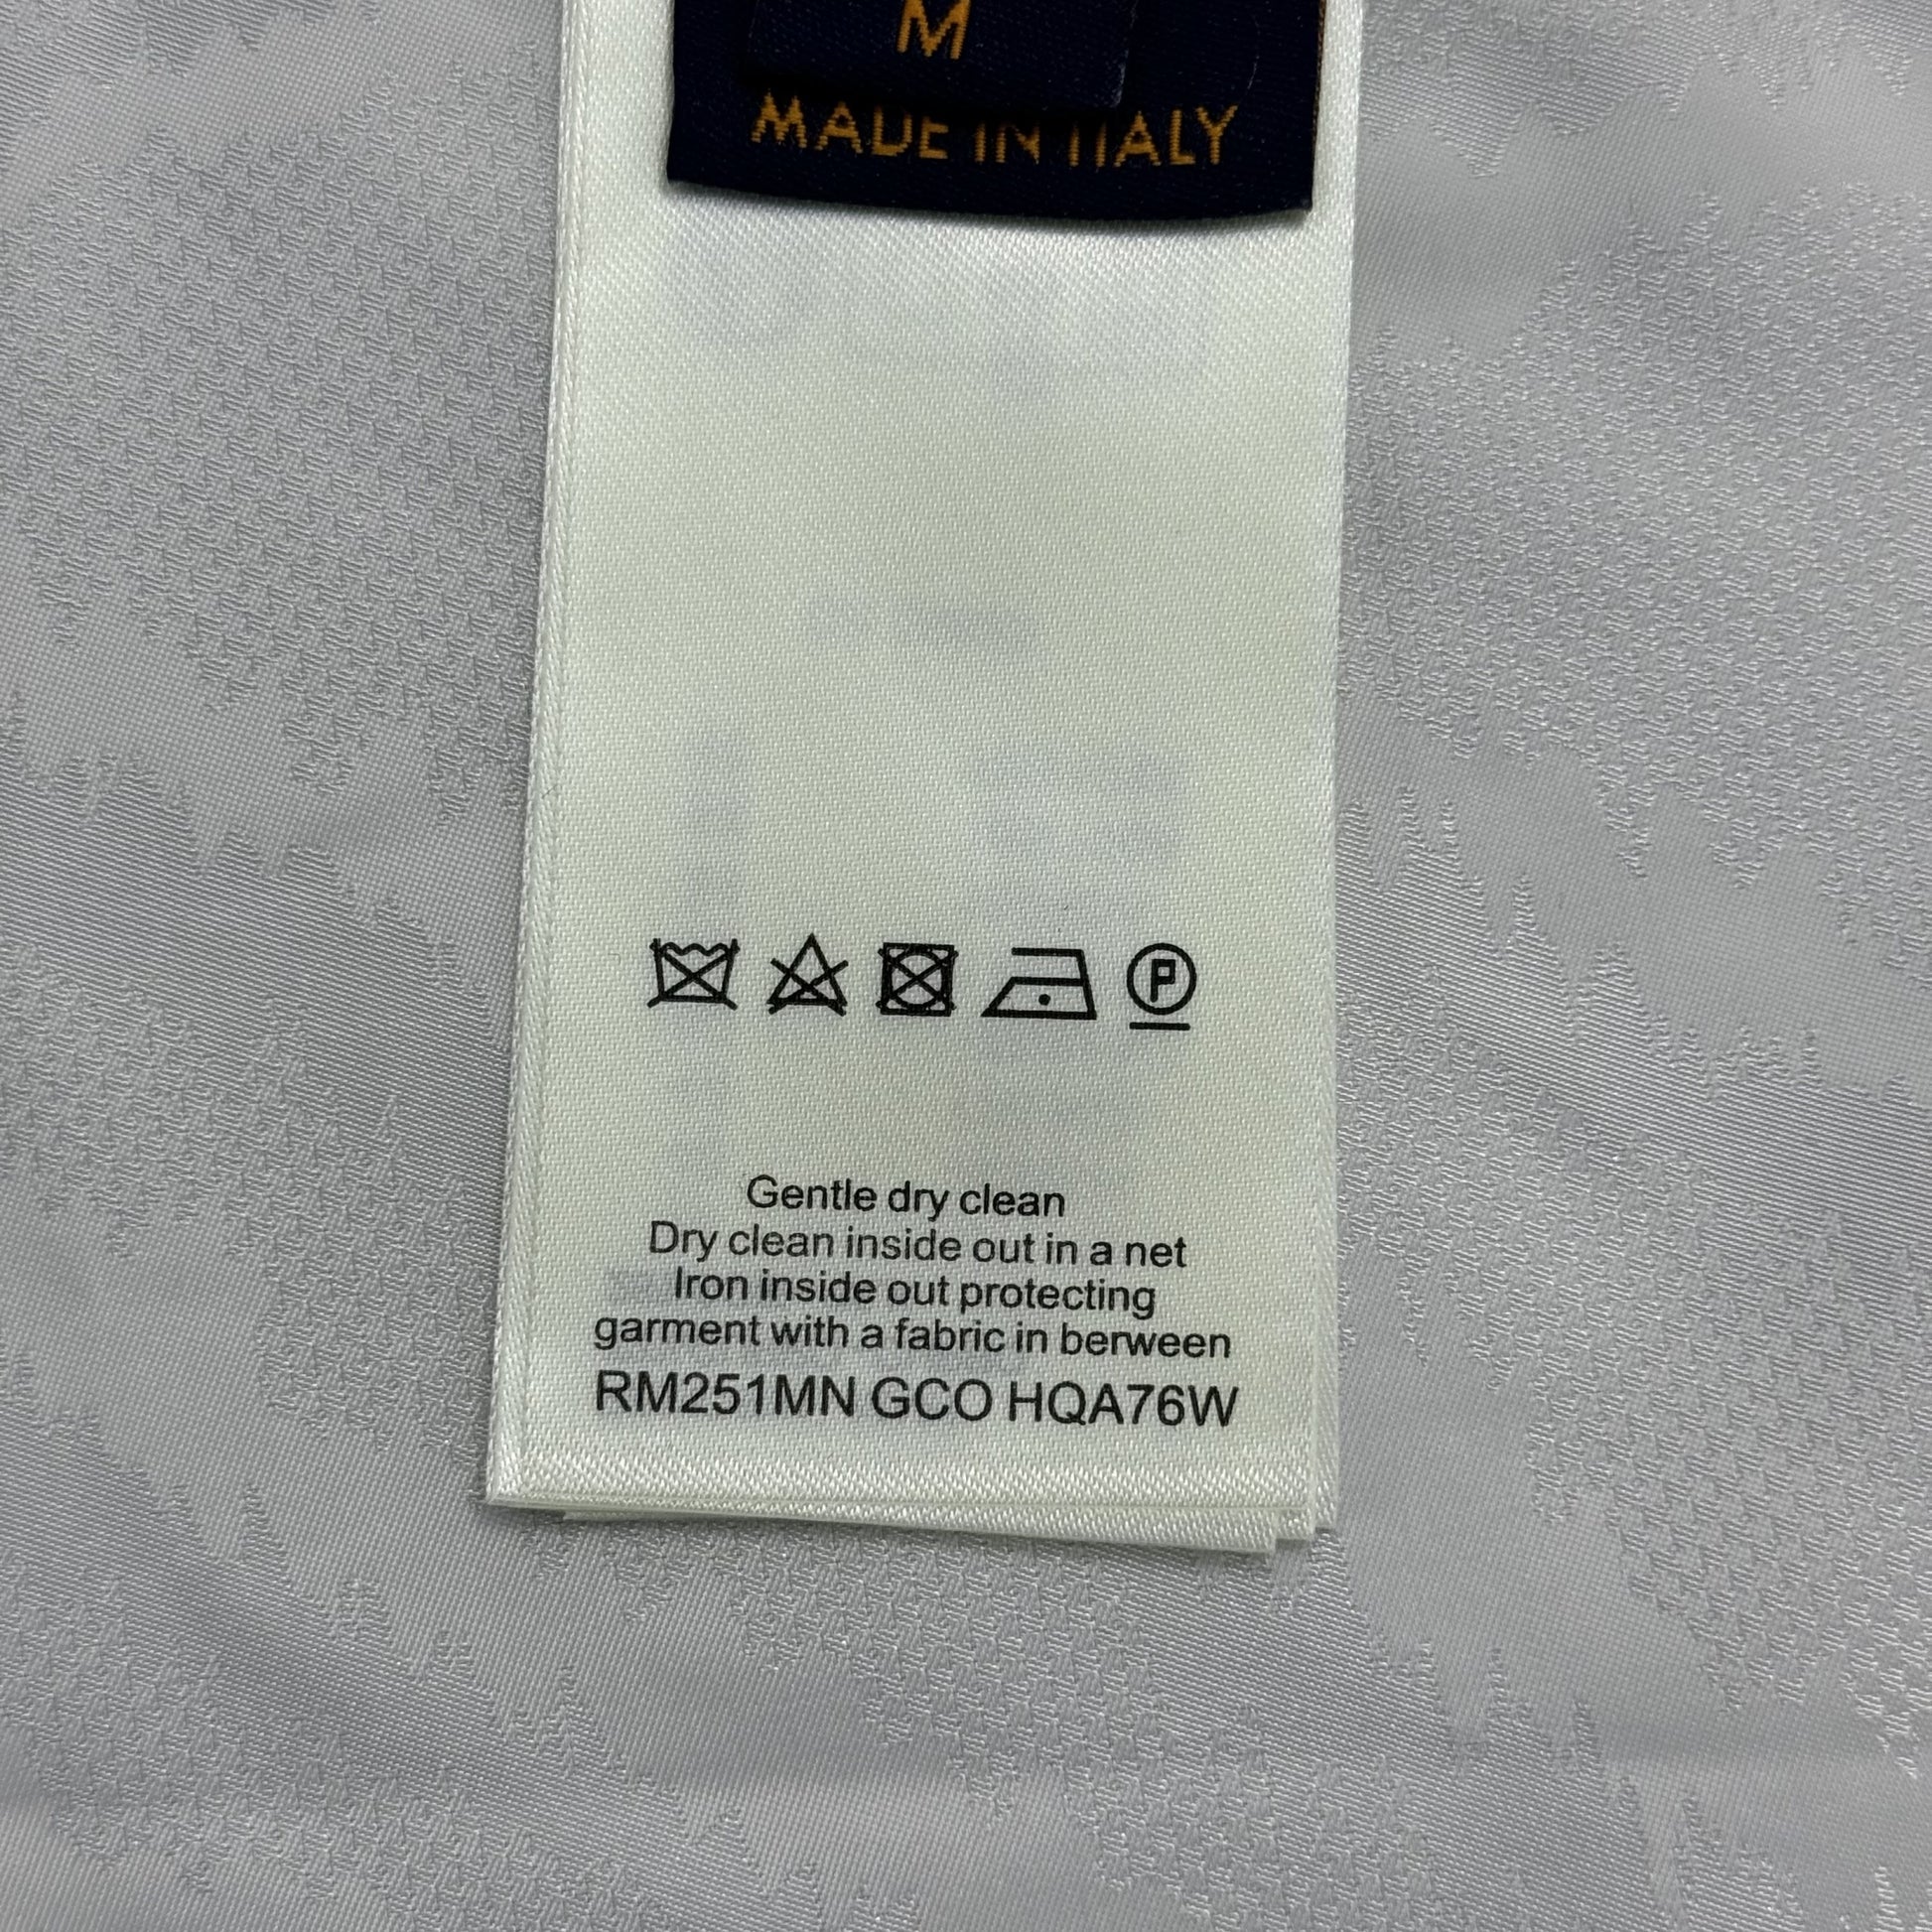 M
MADE IN ITALY
P
Gentle dry clean
Dry clean inside out in a net
Iron inside out protecting
garment with a fabric in berween
RM251MN GCO HQA76W